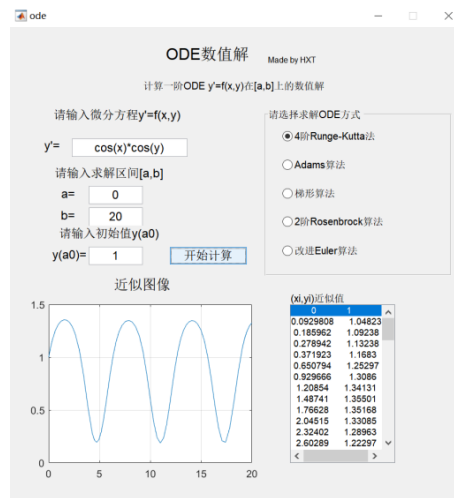 ode
ODE数值解 Made by HXT
计算一阶ODE y'=f(x,y)在[a,b]上的数值解
请输入微分方程y'=f(x,y)
y'= cos(x)*cos(y)
请输入求解区间[a,b]
a= 0
b= 20
请输入初始值y(a0)
y(a0)= 1 开始计算
请选择求解ODE方式
4阶Runge-Kutta法
Adams算法
梯形算法
2阶Rosenbrock算法
改进Euler算法
近似图像
1.5
1
0.5
0
0 5 10 15 20
(xi,yi)近似值
0 1
0.0929808 1.04823
0.185962 1.09238
0.278942 1.13238
0.371923 1.1683
0.650794 1.25297
0.929666 1.3086
1.20854 1.34131
1.48741 1.35501
1.76628 1.35168
2.04515 1.33085
2.32402 1.28963
2.60289 1.22297